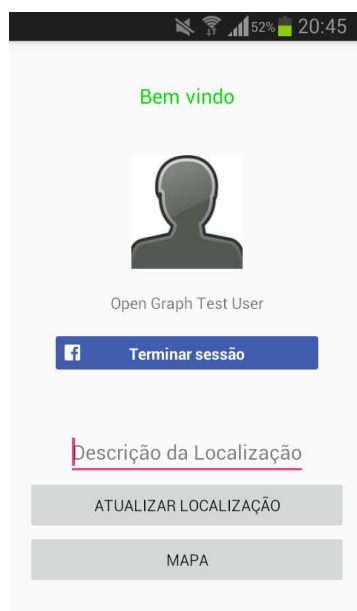 52% 20:45
Bem vindo
Open Graph Test User
Terminar sessão
Descrição da Localização
ATUALIZAR LOCALIZAÇÃO
MAPA